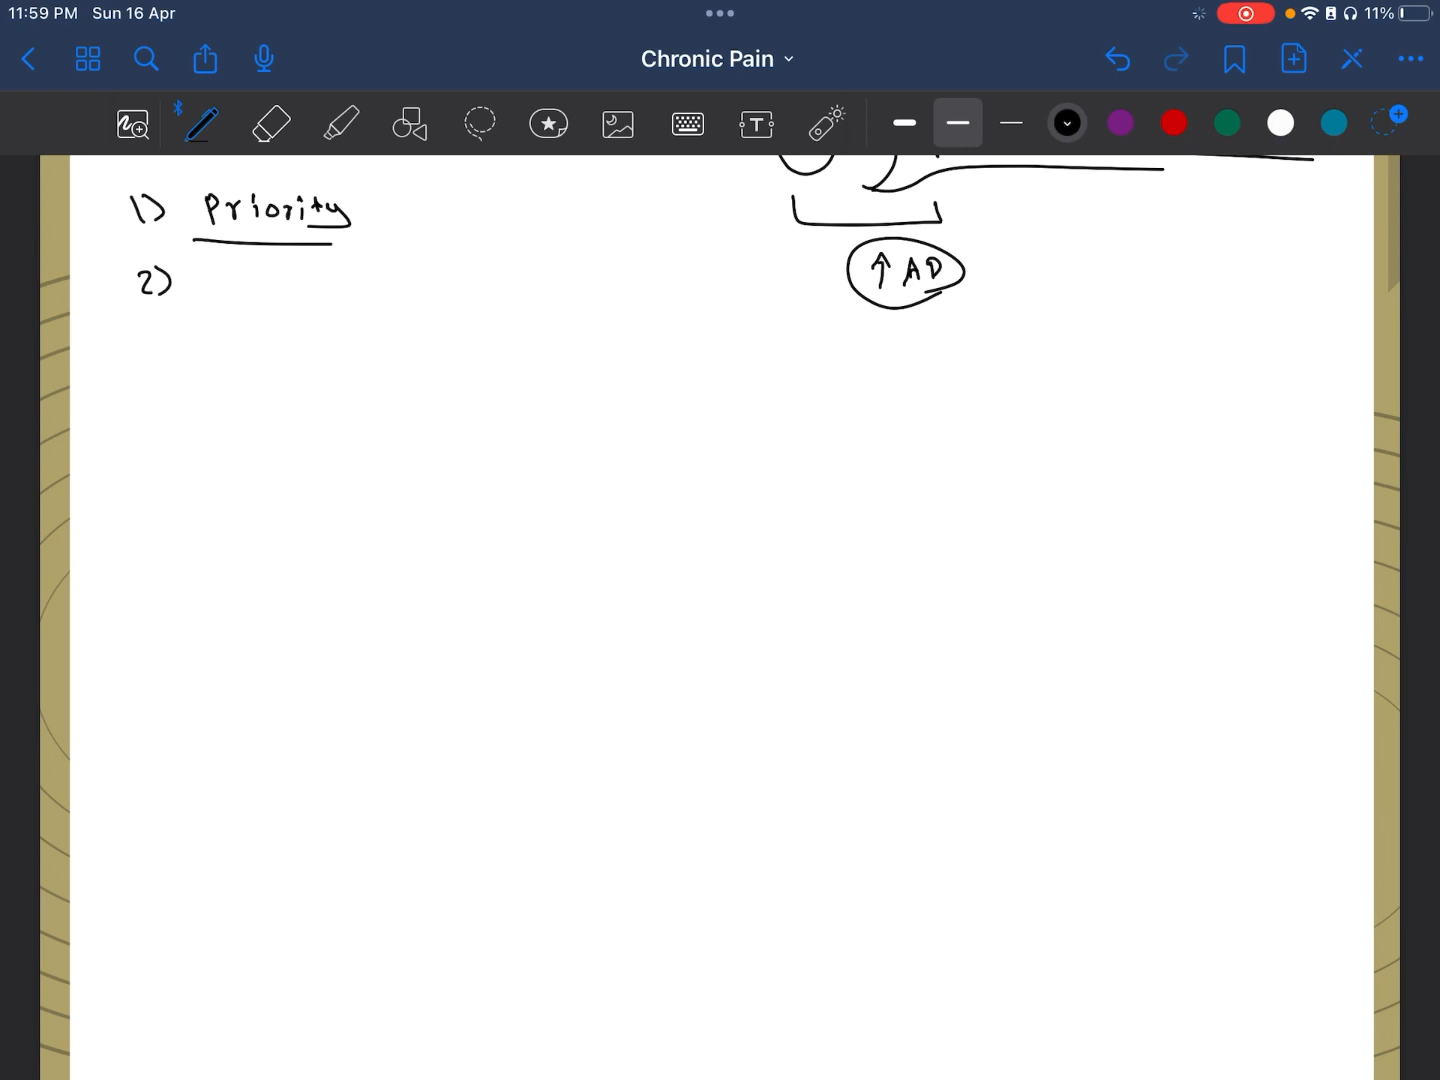 11:59 PM Sun 16 Apr 11%
Chronic Pain
T
1) Priority
2)
↑ AD